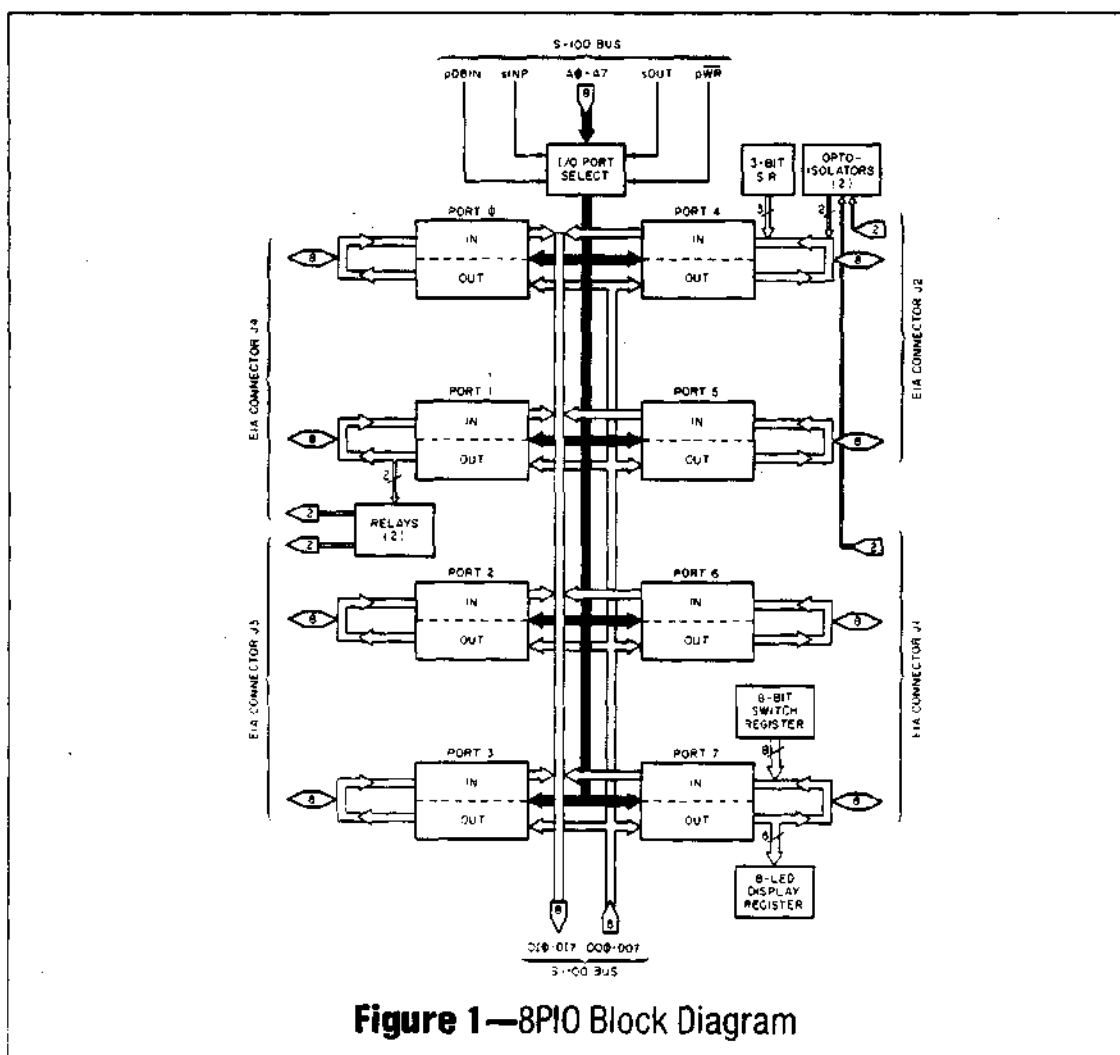 S-100 BUS
pDBIN sINP AØ-A7 sOUT pWR
8
I/O PORT
SELECT
3-BIT
SR
OPTO-
ISOLATORS
(2)
3
2
2
PORT Ø
IN
OUT
PORT 4
IN
OUT
8
8
EIA CONNECTOR J4
EIA CONNECTOR J2
PORT 1
IN
OUT
PORT 5
IN
OUT
8
8
2
RELAYS
(2)
2
2
2
PORT 2
IN
OUT
PORT 6
IN
OUT
8
8
EIA CONNECTOR J3
EIA CONNECTOR J1
8-BIT
SWITCH
REGISTER
8
PORT 3
IN
OUT
PORT 7
IN
OUT
8
8
8
8-LED
DISPLAY
REGISTER
8
8
DIØ-DI7 DOØ-DO7
S-100 BUS
Figure 1—8PIO Block Diagram